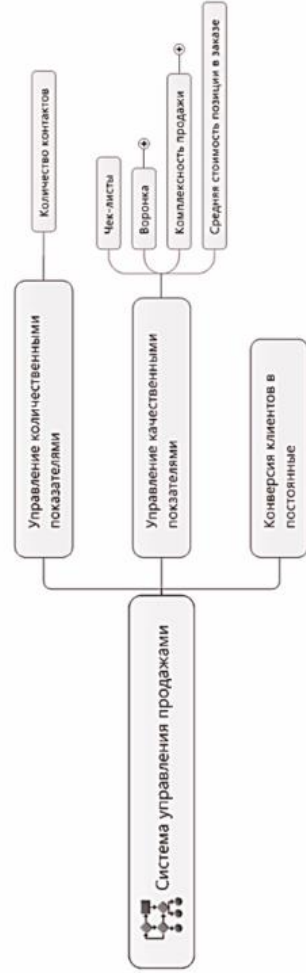 Система управления продажами
Управление количественными
показателями
Количество контактов
Управление качественными
покзателями
Чек-листы
Воронка
Комплексность продажи
Средняя стоимость позиции в заказе
Конверсия клиентов в
постоянные